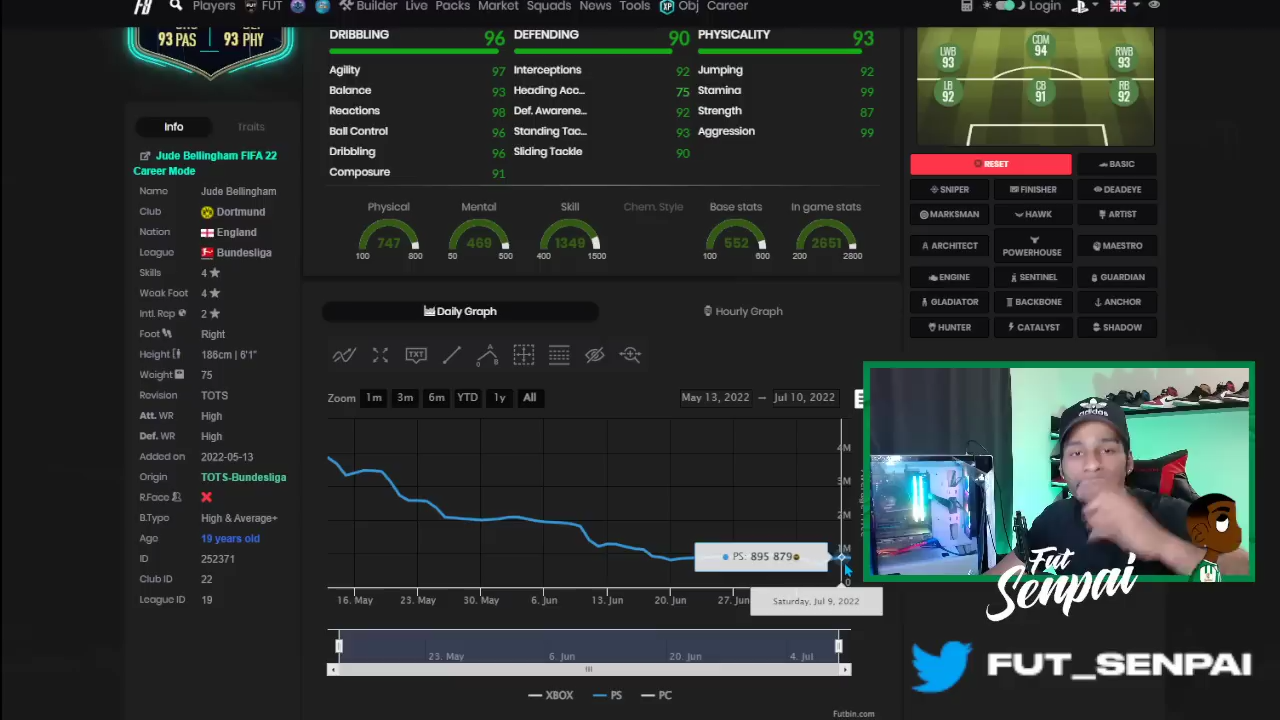 FB Players FUT Builder Live Packs Market Squads News Tools XP Obj Career Login
93 PAS 93 PHY
DRIBBLING 96 DEFENDING 90 PHYSICALITY 93
Agility 97 Interceptions 92 Jumping 92
Balance 93 Heading Acc... 75 Stamina 99
Reactions 98 Def. Awarene... 92 Strength 87
Ball Control 96 Standing Tac... 93 Aggression 99
Dribbling 96 Sliding Tackle 90
Composure 91
Physical Mental Skill Chem. Style Base stats In game stats
747 469 1349 552 2651
100 800 50 500 400 1500 100 600 200 2800
Info Traits
Jude Bellingham FIFA 22
Career Mode
Name Jude Bellingham
Club Dortmund
Nation England
League Bundesliga
Skills 4
Weak Foot 4
Intl. Rep 2
Foot Right
Height 186cm | 6'1"
Weight 75
Revision TOTS
Att. WR High
Def. WR High
Added on 2022-05-13
Origin TOTS-Bundesliga
R.Face
B.Type High & Average+
Age 19 years old
ID 252371
Club ID 22
League ID 19
Daily Graph Hourly Graph
TXT
Zoom 1m 3m 6m YTD 1y All May 13, 2022 → Jul 10, 2022
4M
3M
2M
1M
0
PS: 895 879
16. May 23. May 30. May 6. Jun 13. Jun 20. Jun 27. Jun
Saturday, Jul 9, 2022
23. May 6. Jun 20. Jun 4. Jul
XBOX PS PC
Futbin.com
LWB 93 CDM 94 RWB 93
LB 92 CB 91 RB 92
RESET BASIC
SNIPER FINISHER DEADEYE
MARKSMAN HAWK ARTIST
ARCHITECT POWERHOUSE MAESTRO
ENGINE SENTINEL GUARDIAN
GLADIATOR BACKBONE ANCHOR
HUNTER CATALYST SHADOW
adidas
Fut
Senpai
FUT_SENPAI